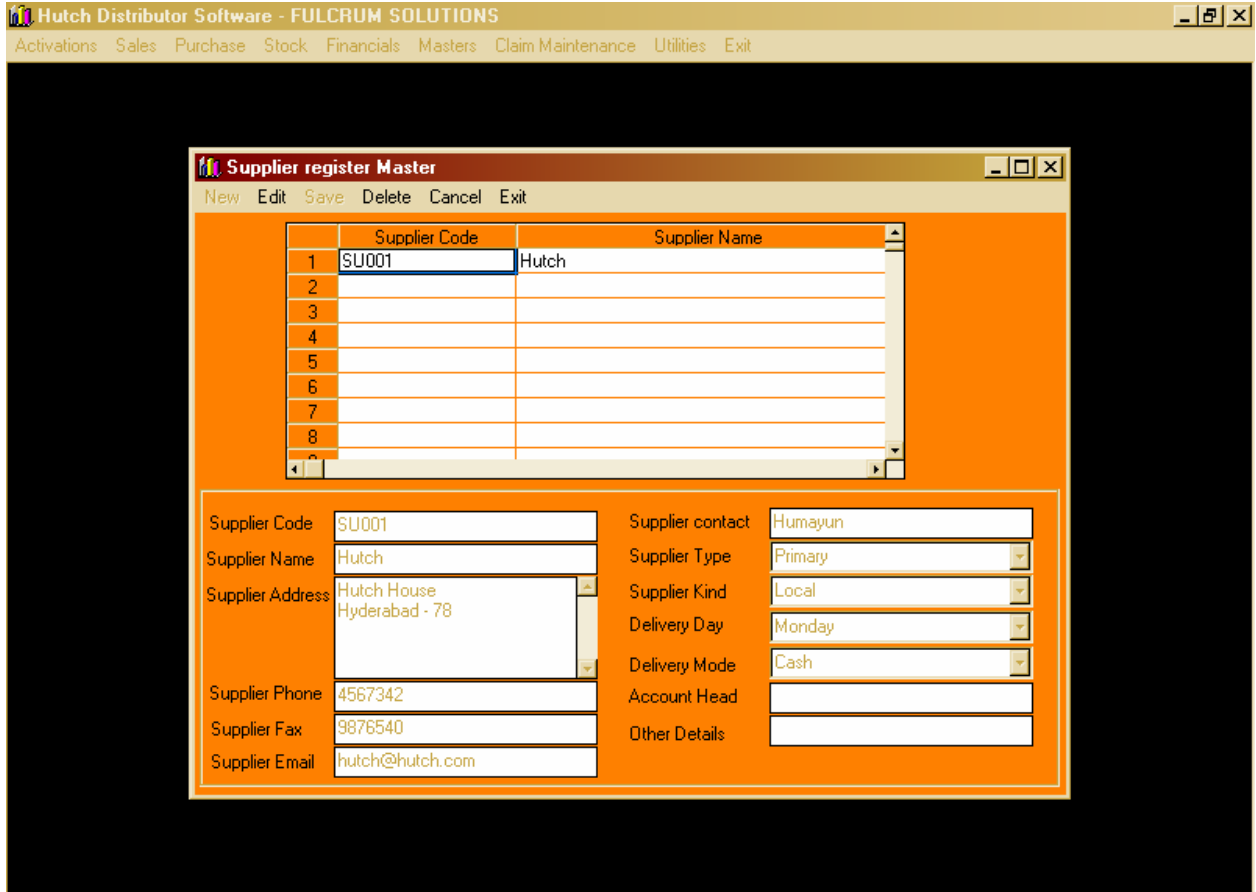 Hutch Distributor Software - FULCRUM SOLUTIONS
Activations Sales Purchase Stock Financials Masters Claim Maintenance Utilities Exit
Supplier register Master
New Edit Save Delete Cancel Exit
Supplier Code Supplier Name
1 SU001 Hutch
2
3
4
5
6
7
8
9
Supplier Code SU001
Supplier Name Hutch
Supplier Address Hutch House
Hyderabad - 78
Supplier Phone 4567342
Supplier Fax 9876540
Supplier Email hutch@hutch.com
Supplier contact Humayun
Supplier Type Primary
Supplier Kind Local
Delivery Day Monday
Delivery Mode Cash
Account Head
Other Details